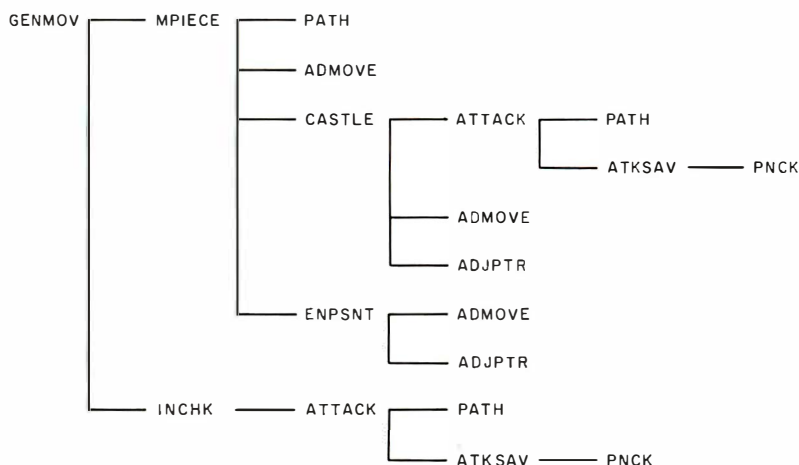 GENMOV MPIECE PATH
ADMOVE
CASTLE ATTACK PATH
ATKSAV PNCK
ADMOVE
ADJPTR
ENPSNT ADMOVE
ADJPTR
INCHK ATTACK PATH
ATKSAV PNCK